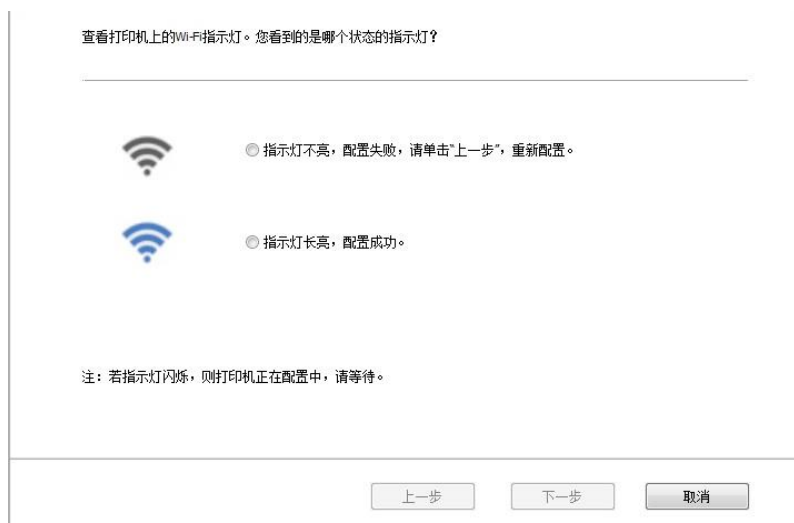 查看打印机上的Wi-Fi指示灯。您看到的是哪个状态的指示灯？
指示灯不亮，配置失败，请单击“上一步”，重新配置。
指示灯长亮，配置成功。
注：若指示灯闪烁，则打印机正在配置中，请等待。
上一步
下一步
取消